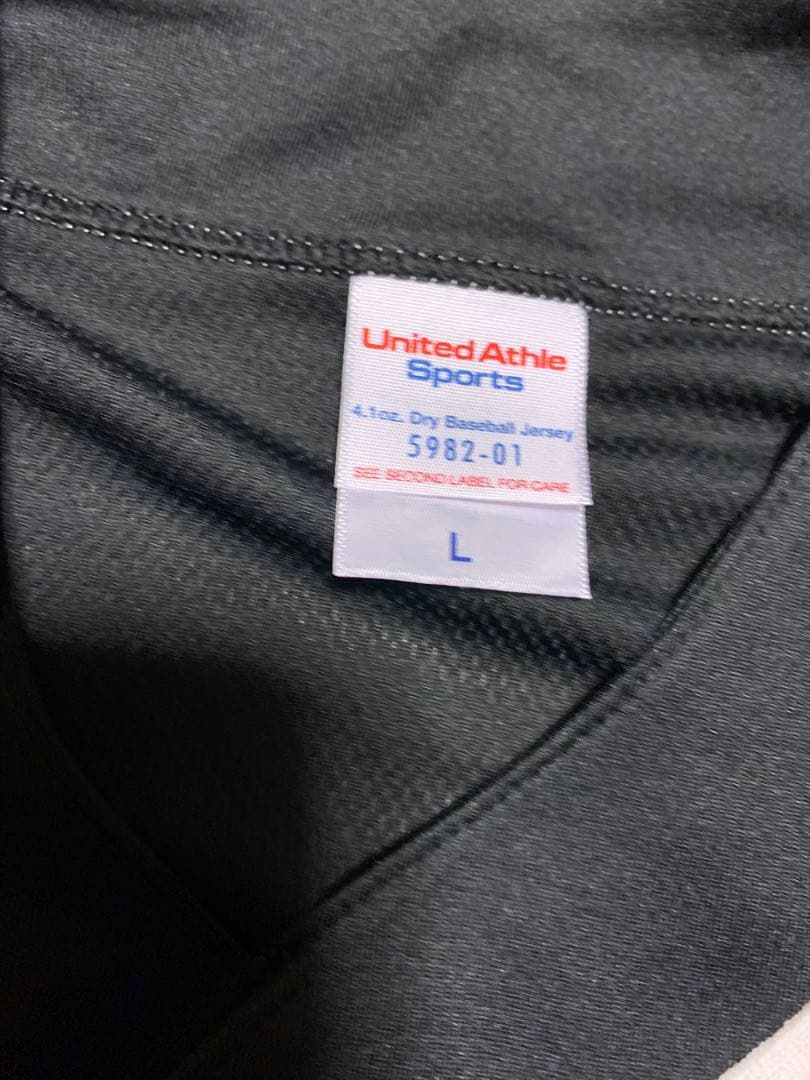 United Athle
Sports
4.1oz. Dry Baseball Jersey
5982-01
SEE SECOND LABEL FOR CARE
L